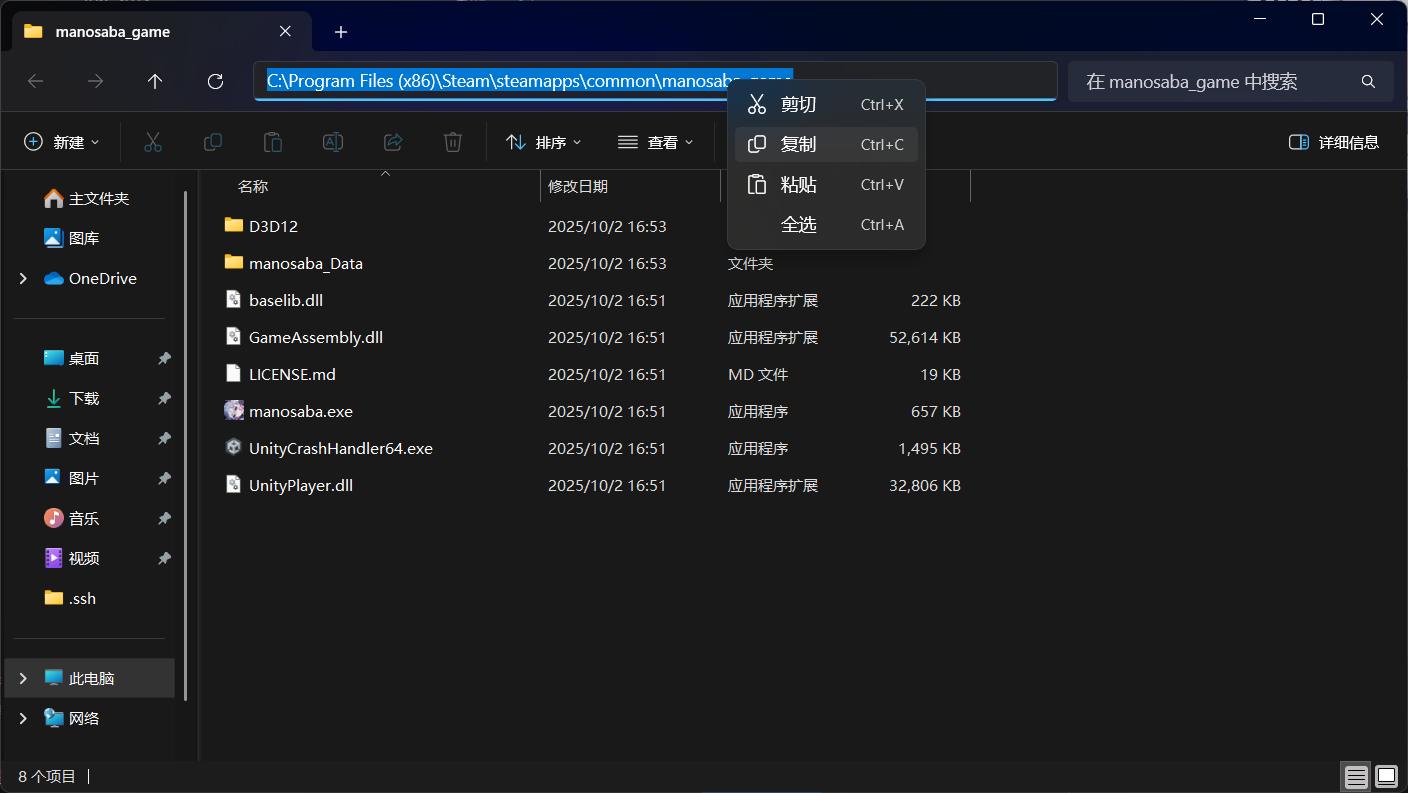 manosaba_game
C:\Program Files (x86)\Steam\steamapps\common\manosaba_game
在 manosaba_game 中搜索
剪切 Ctrl+X
复制 Ctrl+C
粘贴 Ctrl+V
全选 Ctrl+A
新建
排序
查看
详细信息
主文件夹
图库
OneDrive
桌面
下载
文档
图片
音乐
视频
.ssh
此电脑
网络
名称 修改日期
D3D12 2025/10/2 16:53
manosaba_Data 2025/10/2 16:53 文件夹
baselib.dll 2025/10/2 16:51 应用程序扩展 222 KB
GameAssembly.dll 2025/10/2 16:51 应用程序扩展 52,614 KB
LICENSE.md 2025/10/2 16:51 MD 文件 19 KB
manosaba.exe 2025/10/2 16:51 应用程序 657 KB
UnityCrashHandler64.exe 2025/10/2 16:51 应用程序 1,495 KB
UnityPlayer.dll 2025/10/2 16:51 应用程序扩展 32,806 KB
8 个项目